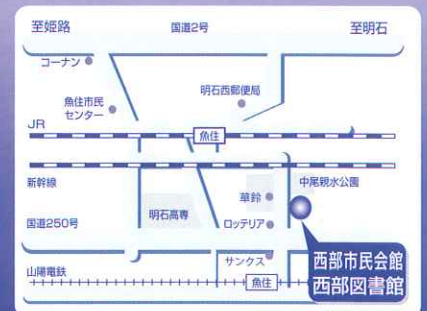 至姫路
国道2号
至明石
コーナン
明石西郵便局
魚住市民
センター
JR
魚住
新幹線
中尾親水公園
華鈴
明石高専
国道250号
ロッテリア
サンクス
西部市民会館
西部図書館
山陽電鉄
魚住